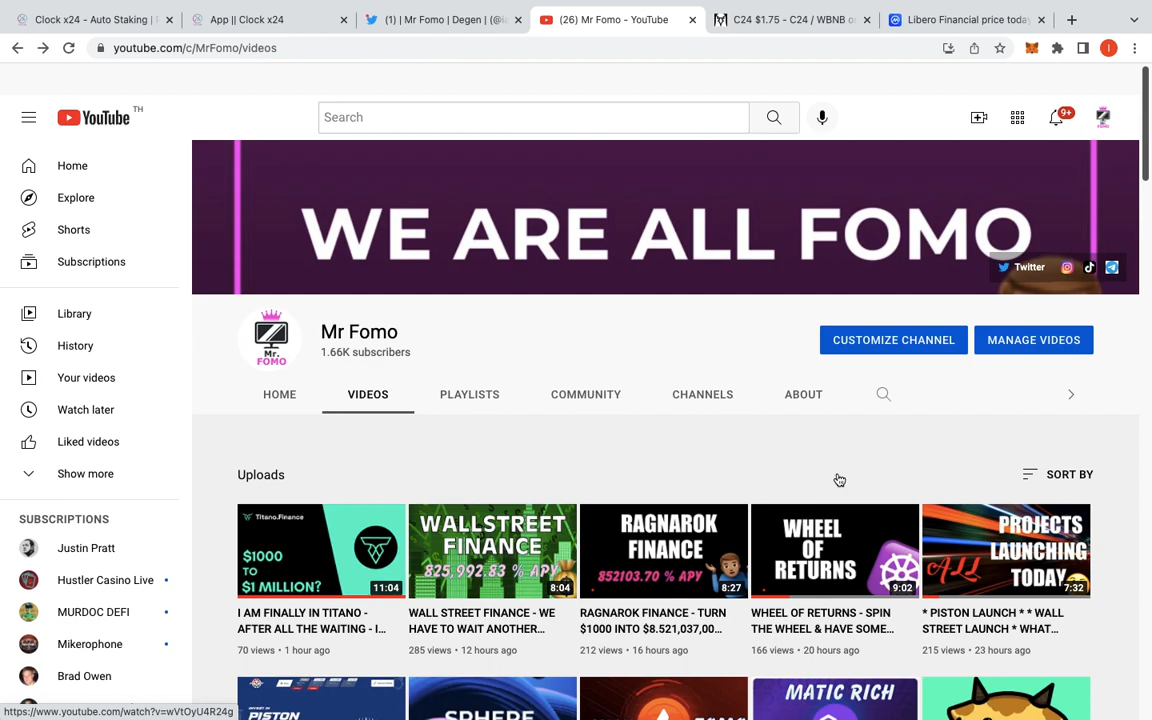 Clock x24 - Auto Staking |
App || Clock x24
(1) | Mr Fomo | Degen | (@ia
(26) Mr Fomo - YouTube
C24 $1.75 - C24 / WBNB o
Libero Financial price today
youtube.com/c/MrFomo/videos
YouTube TH
Search
9+
Home
Explore
Shorts
Subscriptions
Library
History
Your videos
Watch later
Liked videos
Show more
SUBSCRIPTIONS
Justin Pratt
Hustler Casino Live
MURDOC DEFI
Mikerophone
Brad Owen
WE ARE ALL FOMO
Twitter
Mr.
FOMO
Mr Fomo
1.66K subscribers
CUSTOMIZE CHANNEL
MANAGE VIDEOS
HOME VIDEOS PLAYLISTS COMMUNITY CHANNELS ABOUT
Uploads
SORT BY
Titano.Finance
$1000
TO
$1 MILLION?
11:04
I AM FINALLY IN TITANO -
AFTER ALL THE WAITING - I...
70 views • 1 hour ago
WALLSTREET
FINANCE
825,992.83 % APY
8:04
WALL STREET FINANCE - WE
HAVE TO WAIT ANOTHER...
285 views • 12 hours ago
RAGNAROK
FINANCE
852103.70 % APY
8:27
RAGNAROK FINANCE - TURN
$1000 INTO $8.521,037,00...
212 views • 16 hours ago
WHEEL
OF
RETURNS
9:02
WHEEL OF RETURNS - SPIN
THE WHEEL & HAVE SOME...
166 views • 20 hours ago
PROJECTS
LAUNCHING
ALL TODAY
7:32
* PISTON LAUNCH * * WALL
STREET LAUNCH * WHAT...
215 views • 23 hours ago
PISTON
SPHERE
MATIC RICH
https://www.youtube.com/watch?v=wVtOyU4R24g